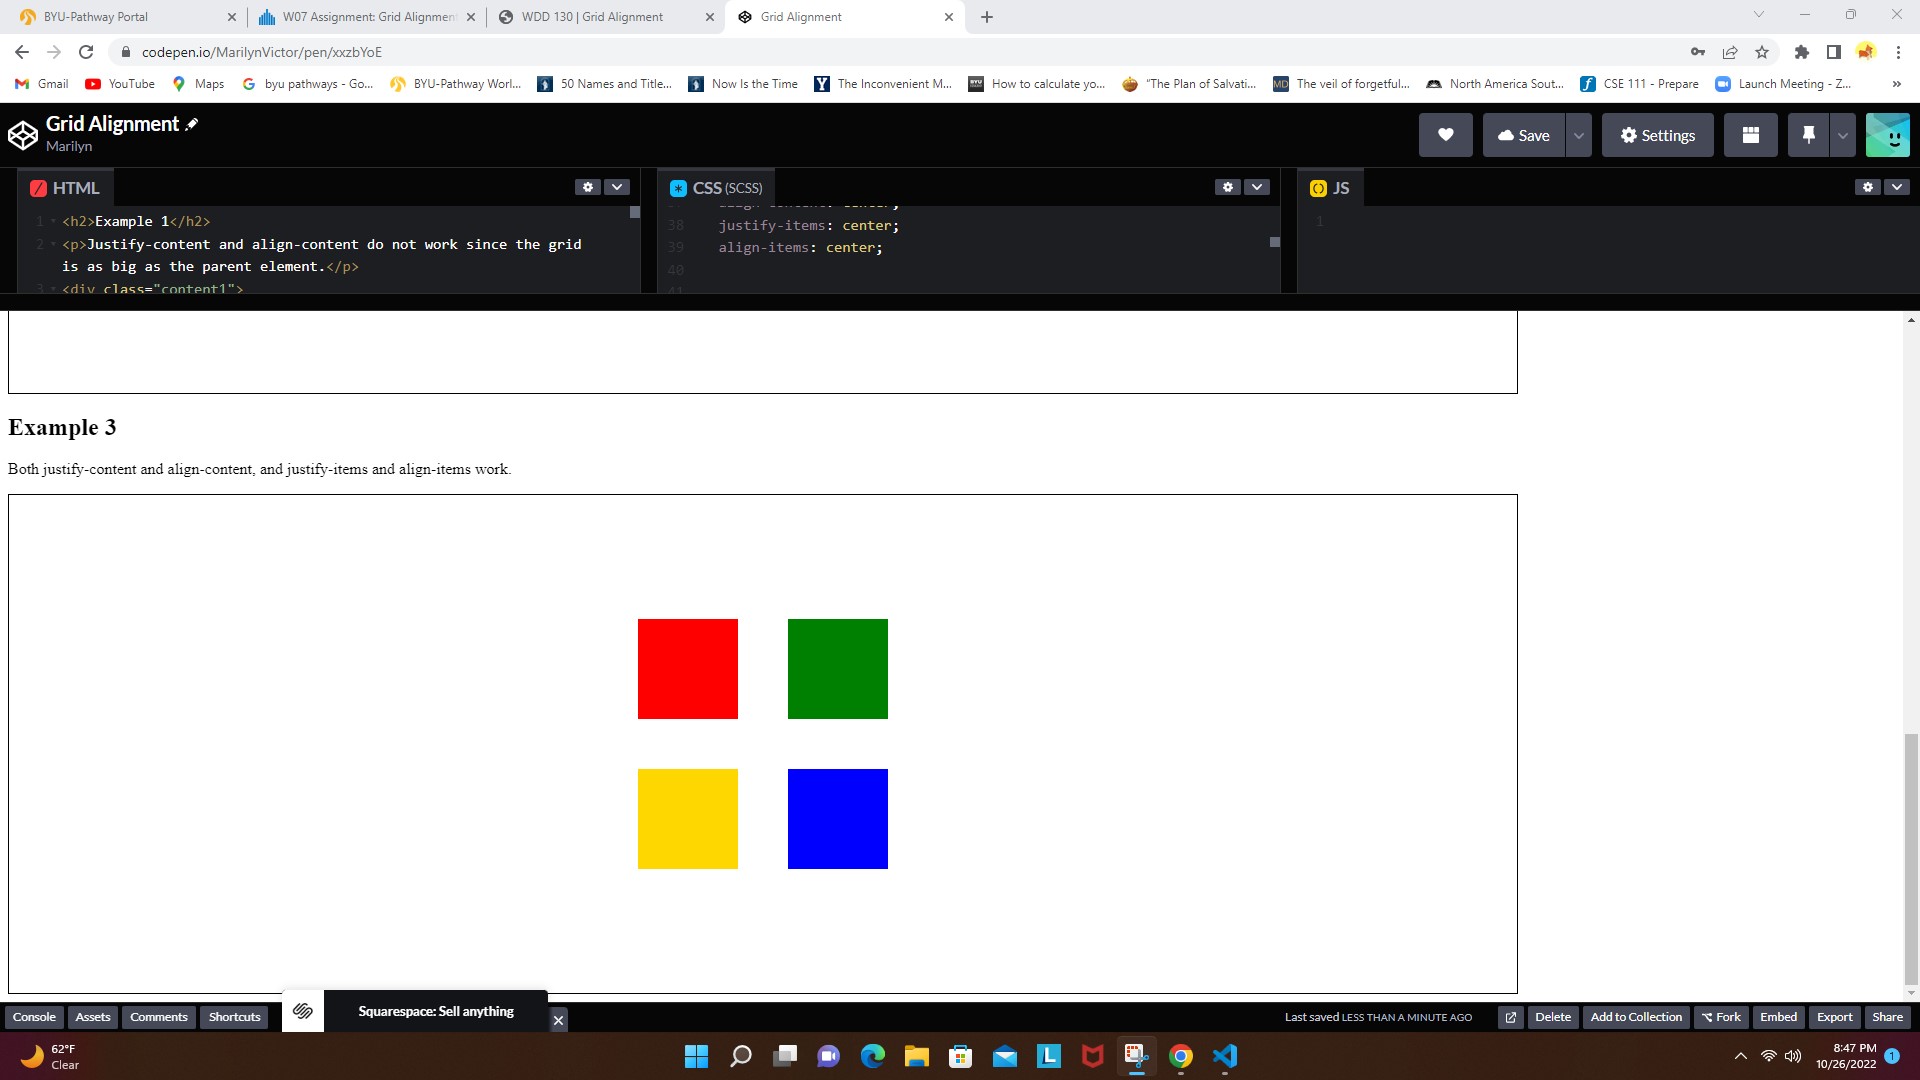 BYU-Pathway Portal
W07 Assignment: Grid Alignment
WDD 130 | Grid Alignment
Grid Alignment
codepen.io/MarilynVictor/pen/xxzbYoE
Gmail
YouTube
Maps
byu pathways - Go...
BYU-Pathway Worl...
50 Names and Title...
Now Is the Time
The Inconvenient M...
How to calculate yo...
"The Plan of Salvati...
The veil of forgetful...
North America Sout...
CSE 111 - Prepare
Launch Meeting - Z...
»
Grid Alignment
Marilyn
Save
Settings
HTML
CSS (SCSS)
JS
1 <h2>Example 1</h2>
2 <p>Justify-content and align-content do not work since the grid
is as big as the parent element.</p>
3 <div class="content1">
38 justify-items: center;
39 align-items: center;
40
41
1
Example 3
Both justify-content and align-content, and justify-items and align-items work.
Console
Assets
Comments
Shortcuts
Squarespace: Sell anything
Last saved LESS THAN A MINUTE AGO
Delete
Add to Collection
Fork
Embed
Export
Share
62°F
Clear
8:47 PM
10/26/2022
1